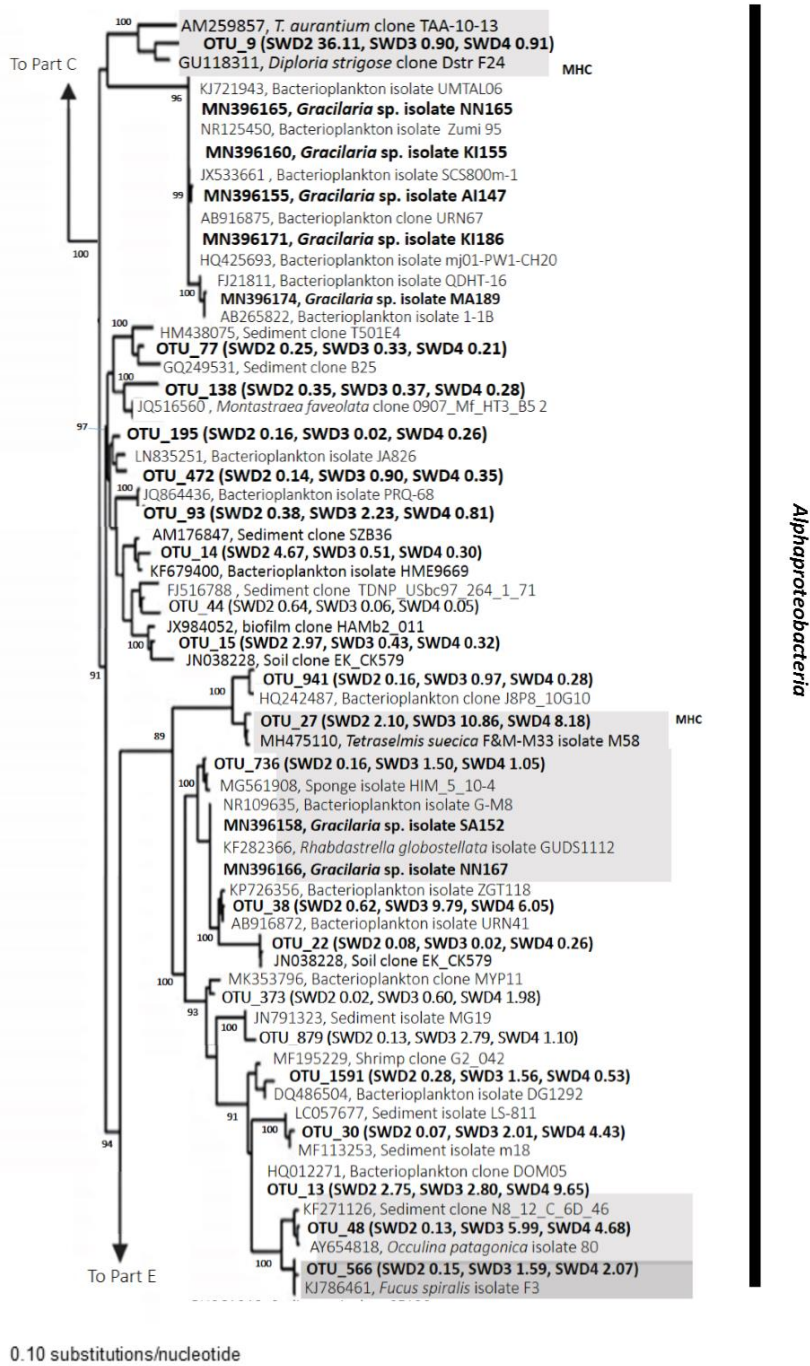 100
AM259857, T. aurantium clone TAA-10-13
OTU_9 (SWD2 36.11, SWD3 0.90, SWD4 0.91)
To Part C
GU118311, Diploria strigose clone Dstr F24
MHC
96
KJ721943, Bacterioplankton isolate UMTAL06
MN396165, Gracilaria sp. isolate NN165
NR125450, Bacterioplankton isolate Zumi 95
MN396160, Gracilaria sp. isolate KI155
JX533661 , Bacterioplankton isolate SCS800m-1
99
MN396155, Gracilaria sp. isolate AI147
AB916875, Bacterioplankton clone URN67
MN396171, Gracilaria sp. isolate KI186
100
HQ425693, Bacterioplankton isolate mj01-PW1-CH20
FJ21811, Bacterioplankton isolate QDHT-16
100
MN396174, Gracilaria sp. isolate MA189
AB265822, Bacterioplankton isolate 1-1B
100
HM438075, Sediment clone T501E4
OTU_77 (SWD2 0.25, SWD3 0.33, SWD4 0.21)
GQ249531, Sediment clone B25
100
OTU_138 (SWD2 0.35, SWD3 0.37, SWD4 0.28)
JQ516560 , Montastraea faveolata clone 0907_Mf_HT3_B5 2
97
OTU_195 (SWD2 0.16, SWD3 0.02, SWD4 0.26)
LN835251, Bacterioplankton isolate JA826
OTU_472 (SWD2 0.14, SWD3 0.90, SWD4 0.35)
100
JQ864436, Bacterioplankton isolate PRQ-68
OTU_93 (SWD2 0.38, SWD3 2.23, SWD4 0.81)
AM176847, Sediment clone SZB36
OTU_14 (SWD2 4.67, SWD3 0.51, SWD4 0.30)
KF679400, Bacterioplankton isolate HME9669
FJ516788 , Sediment clone_TDNP_USbc97_264_1_71
OTU_44 (SWD2 0.64, SWD3 0.06, SWD4 0.05)
JX984052, biofilm clone HAMb2_011
100
OTU_15 (SWD2 2.97, SWD3 0.43, SWD4 0.32)
JN038228, Soil clone EK_CK579
91
OTU_941 (SWD2 0.16, SWD3 0.97, SWD4 0.28)
100
HQ242487, Bacterioplankton clone J8P8_10G10
OTU_27 (SWD2 2.10, SWD3 10.86, SWD4 8.18)
MHC
89
MH475110, Tetraselmis suecica F&M-M33 isolate M58
OTU_736 (SWD2 0.16, SWD3 1.50, SWD4 1.05)
100
MG561908, Sponge isolate HIM_5_10-4
NR109635, Bacterioplankton isolate G-M8
MN396158, Gracilaria sp. isolate SA152
KF282366, Rhabdastrella globostellata isolate GUDS1112
MN396166, Gracilaria sp. isolate NN167
KP726356, Bacterioplankton isolate ZGT118
OTU_38 (SWD2 0.62, SWD3 9.79, SWD4 6.05)
AB916872, Bacterioplankton isolate URN41
100
OTU_22 (SWD2 0.08, SWD3 0.02, SWD4 0.26)
JN038228, Soil clone EK_CK579
100
MK353796, Bacterioplankton clone MYP11
OTU_373 (SWD2 0.02, SWD3 0.60, SWD4 1.98)
93
JN791323, Sediment isolate MG19
100
OTU_879 (SWD2 0.13, SWD3 2.79, SWD4 1.10)
MF195229, Shrimp clone G2_042
OTU_1591 (SWD2 0.28, SWD3 1.56, SWD4 0.53)
DQ486504, Bacterioplankton isolate DG1292
91
LC057677, Sediment isolate LS-811
100
OTU_30 (SWD2 0.07, SWD3 2.01, SWD4 4.43)
94
MF113253, Sediment isolate m18
HQ012271, Bacterioplankton clone DOM05
OTU_13 (SWD2 2.75, SWD3 2.80, SWD4 9.65)
KF271126, Sediment clone N8_12_C_6D_46
OTU_48 (SWD2 0.13, SWD3 5.99, SWD4 4.68)
AY654818, Occulina patagonica isolate 80
100
OTU_566 (SWD2 0.15, SWD3 1.59, SWD4 2.07)
To Part E
KJ786461, Fucus spiralis isolate F3
Alphaproteobacteria
0.10 substitutions/nucleotide